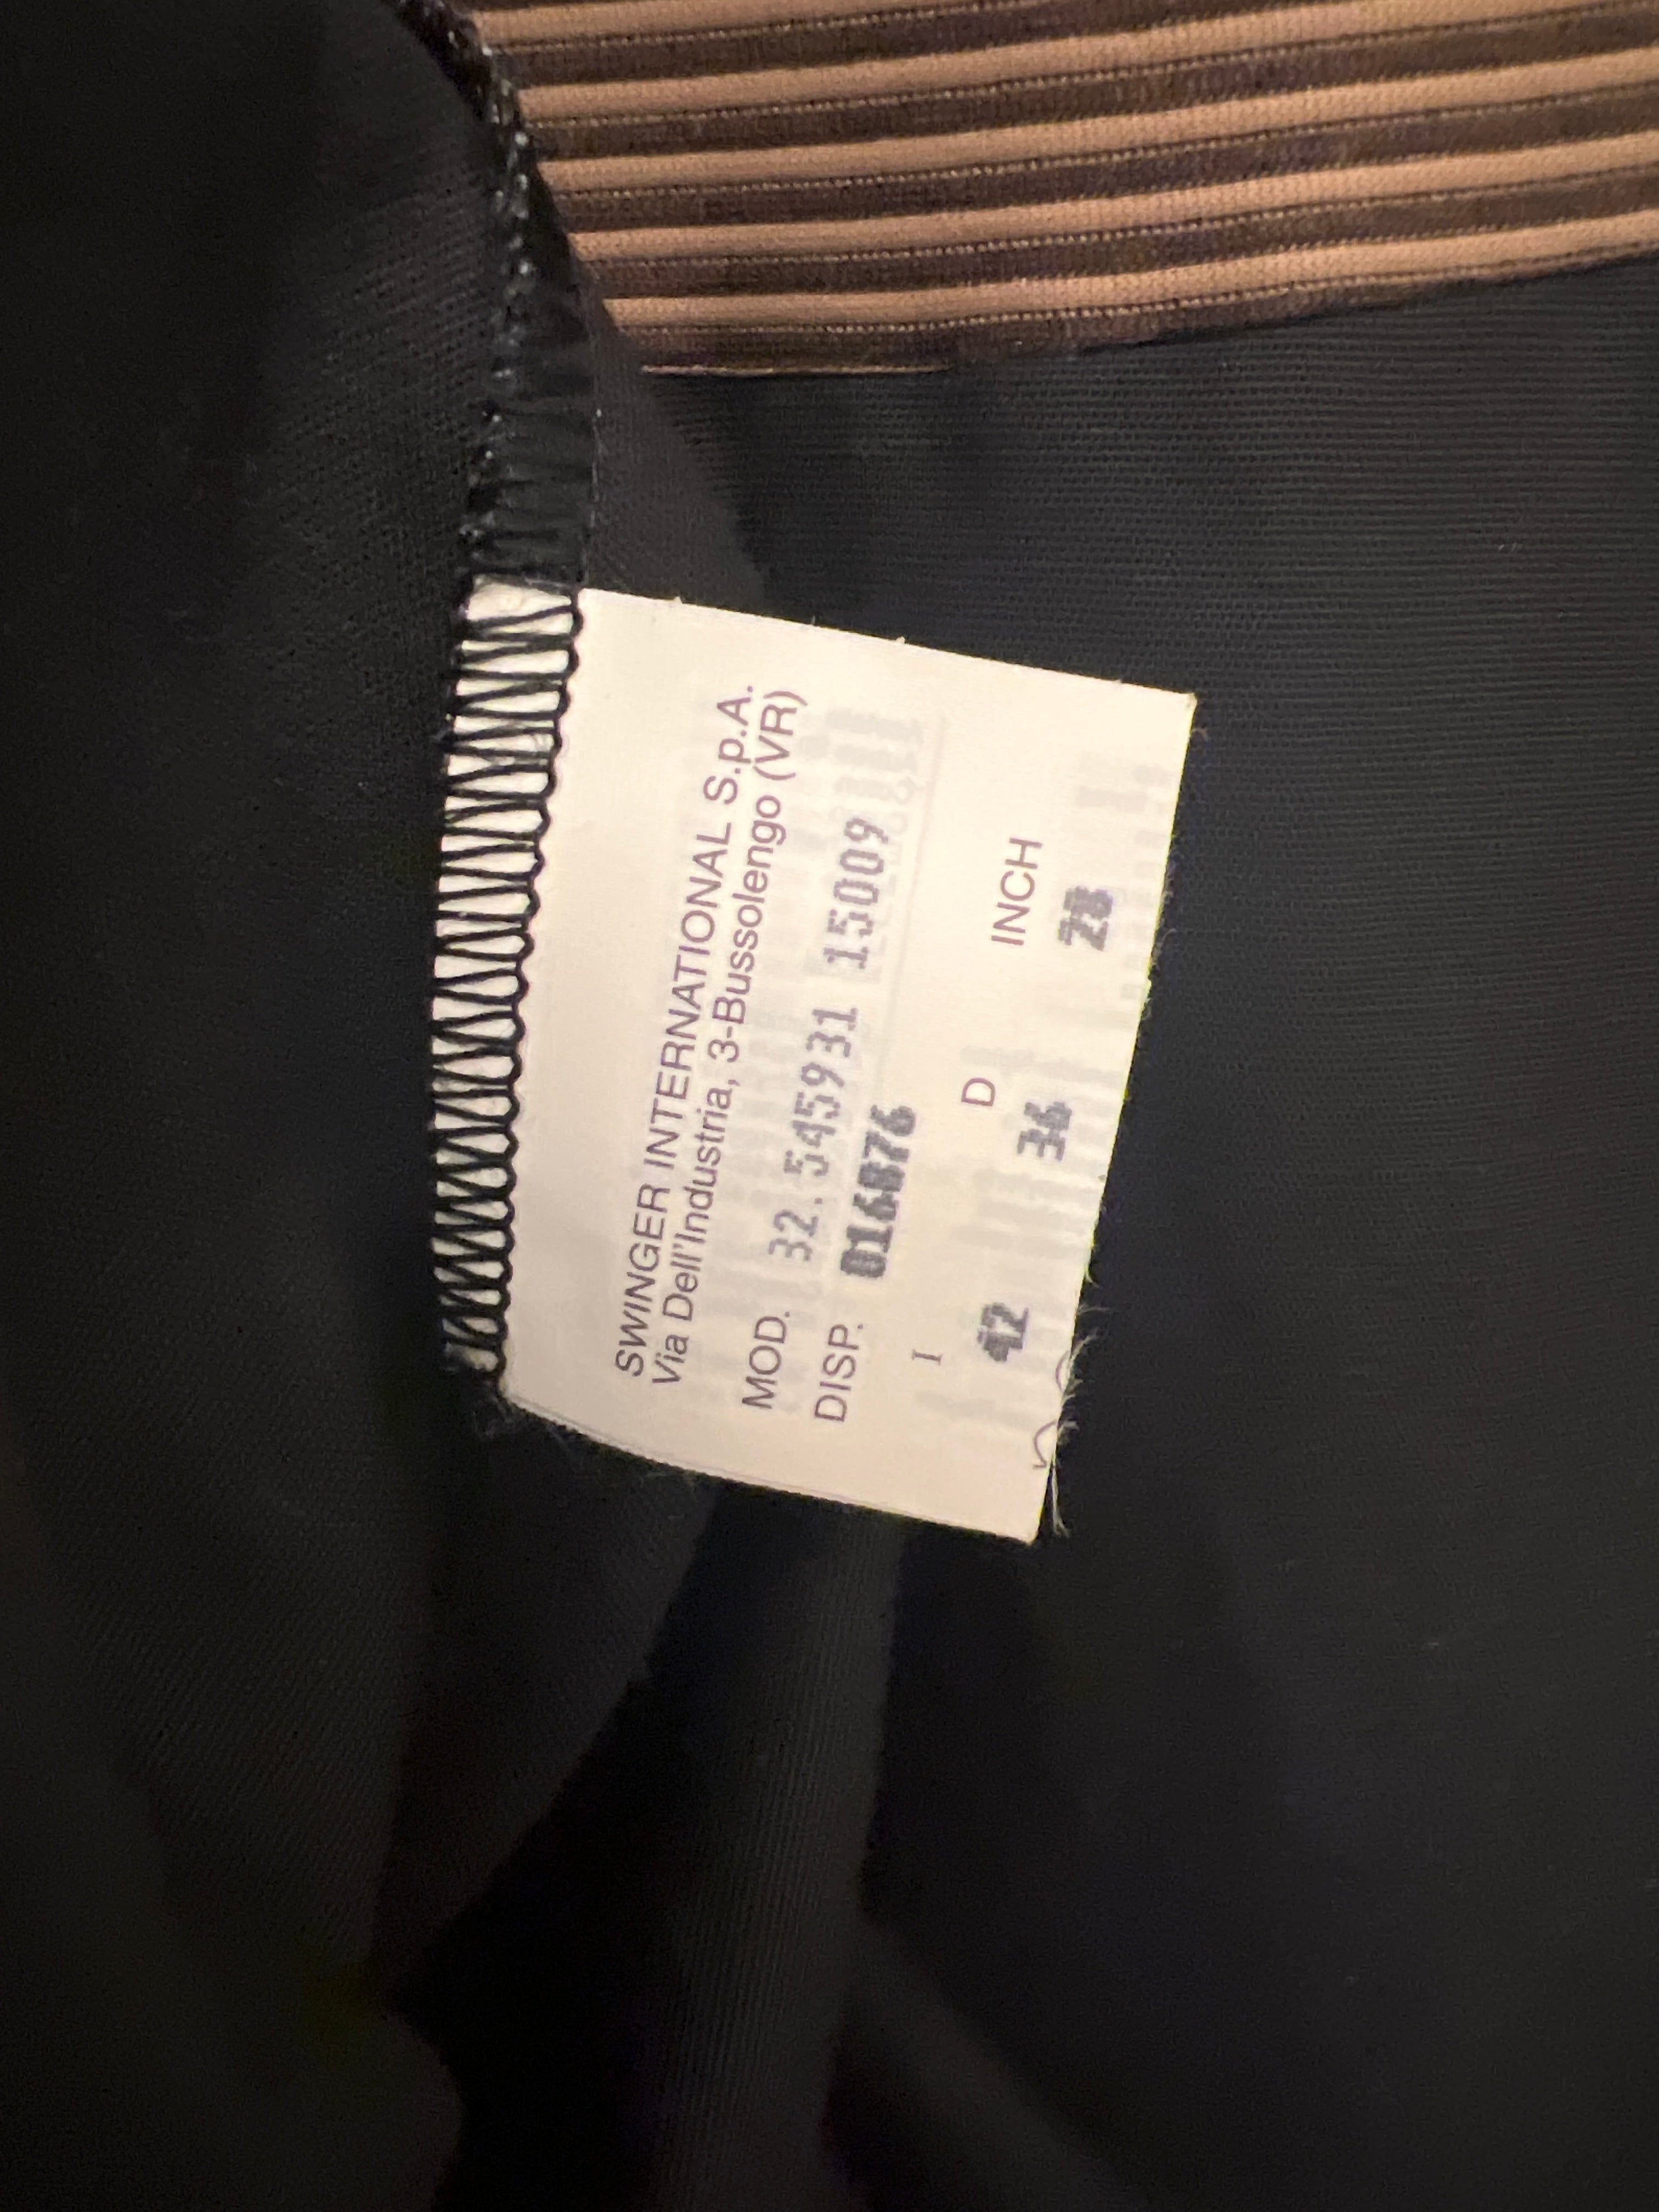 SWINGER INTERNATIONAL S.p.A.
Via Dell'Industria, 3-Bussolengo (VR)
MOD. 32.545931 15009
DISP. 016876
I D INCH
42 36 28